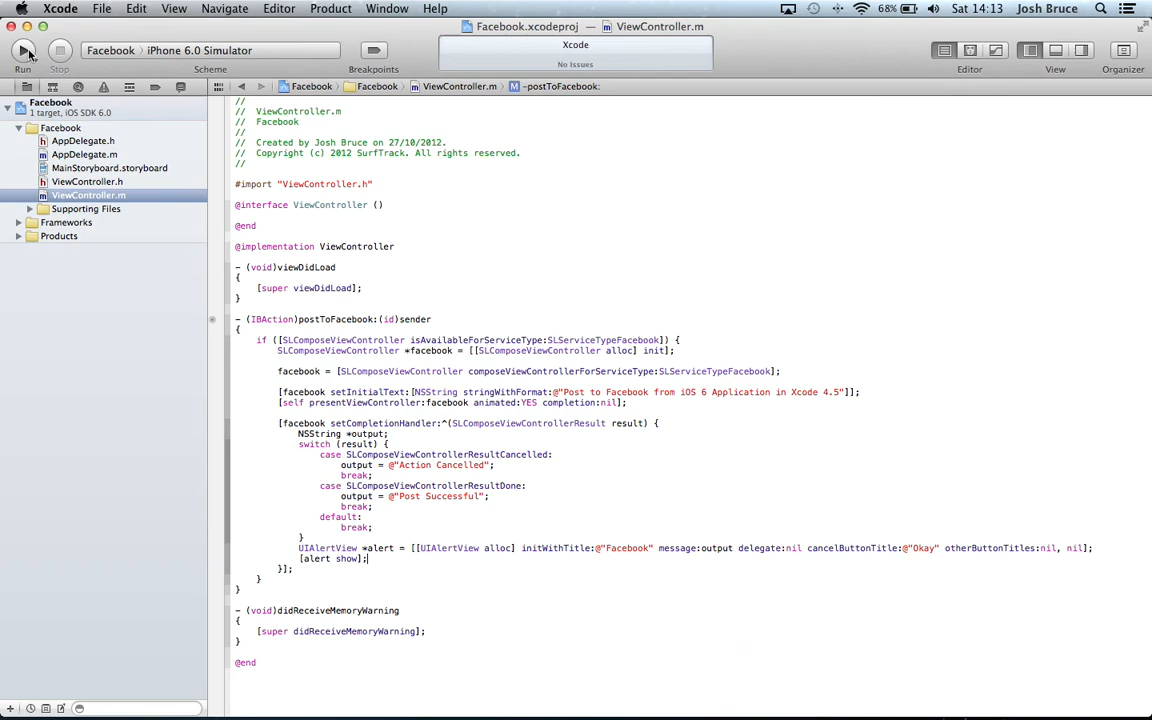 Xcode File Edit View Navigate Editor Product Window Help 68% Sat 14:13 Josh Bruce
Facebook.xcodeproj — ViewController.m
Facebook 〉 iPhone 6.0 Simulator
Xcode
No Issues
Run Stop Scheme Breakpoints Editor View Organizer
Facebook
1 target, iOS SDK 6.0
Facebook
h AppDelegate.h
m AppDelegate.m
MainStoryboard.storyboard
h ViewController.h
m ViewController.m
Supporting Files
Frameworks
Products
Facebook Facebook m ViewController.m M -postToFacebook:
//
//  ViewController.m
//  Facebook
//
//  Created by Josh Bruce on 27/10/2012.
//  Copyright (c) 2012 SurfTrack. All rights reserved.
//
#import "ViewController.h"
@interface ViewController ()
@end
@implementation ViewController
- (void)viewDidLoad
{
[super viewDidLoad];
}
- (IBAction)postToFacebook:(id)sender
{
if ([SLComposeViewController isAvailableForServiceType:SLServiceTypeFacebook]) {
SLComposeViewController *facebook = [[SLComposeViewController alloc] init];
facebook = [SLComposeViewController composeViewControllerForServiceType:SLServiceTypeFacebook];
[facebook setInitialText:[NSString stringWithFormat:@"Post to Facebook from iOS 6 Application in Xcode 4.5"]];
[self presentViewController:facebook animated:YES completion:nil];
[facebook setCompletionHandler:^(SLComposeViewControllerResult result) {
NSString *output;
switch (result) {
case SLComposeViewControllerResultCancelled:
output = @"Action Cancelled";
break;
case SLComposeViewControllerResultDone:
output = @"Post Successful";
break;
default:
break;
}
UIAlertView *alert = [[UIAlertView alloc] initWithTitle:@"Facebook" message:output delegate:nil cancelButtonTitle:@"Okay" otherButtonTitles:nil, nil];
[alert show];
}];
}
}
- (void)didReceiveMemoryWarning
{
[super didReceiveMemoryWarning];
}
@end